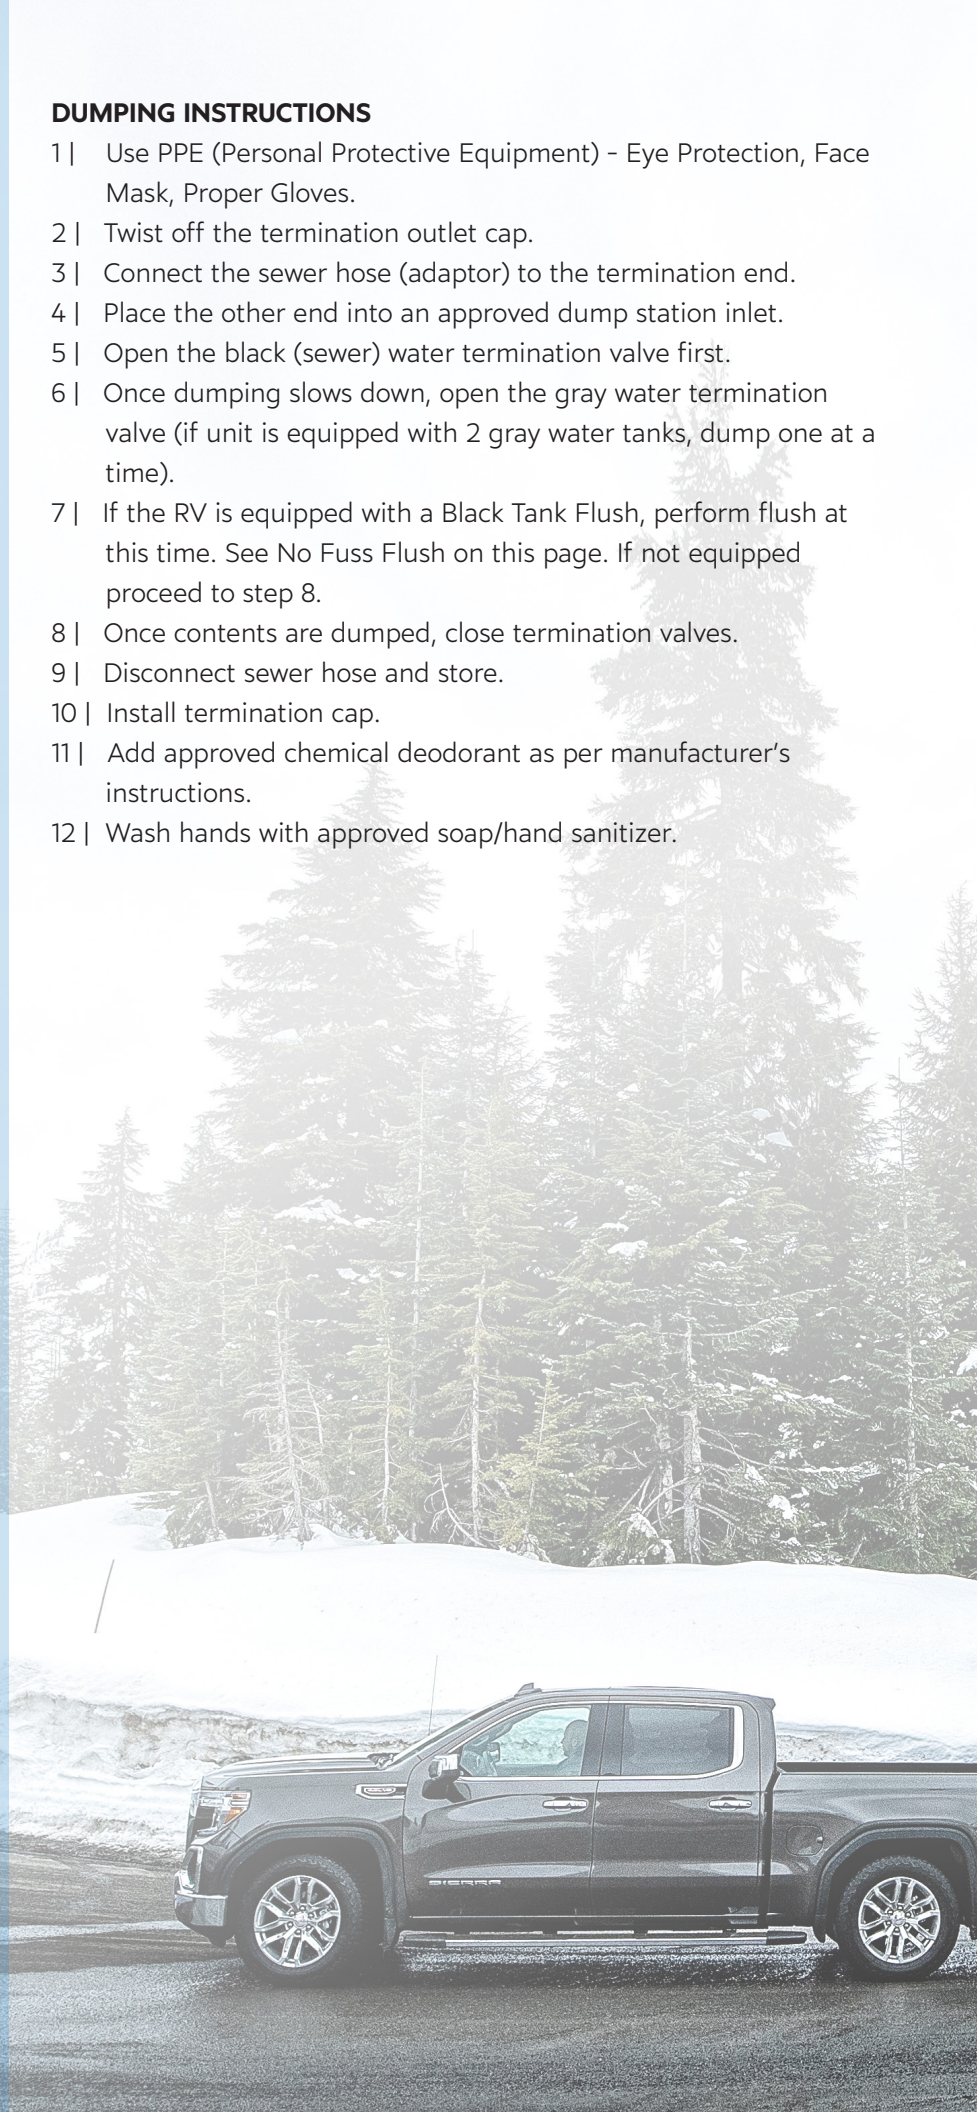 DUMPING INSTRUCTIONS
1 | Use PPE (Personal Protective Equipment) - Eye Protection, Face
Mask, Proper Gloves.
2 | Twist off the termination outlet cap.
3 | Connect the sewer hose (adaptor) to the termination end.
4 | Place the other end into an approved dump station inlet.
5 | Open the black (sewer) water termination valve first.
6 | Once dumping slows down, open the gray water termination
valve (if unit is equipped with 2 gray water tanks, dump one at a
time).
7 | If the RV is equipped with a Black Tank Flush, perform flush at
this time. See No Fuss Flush on this page. If not equipped
proceed to step 8.
8 | Once contents are dumped, close termination valves.
9 | Disconnect sewer hose and store.
10 | Install termination cap.
11 | Add approved chemical deodorant as per manufacturer’s
instructions.
12 | Wash hands with approved soap/hand sanitizer.
SIERRA